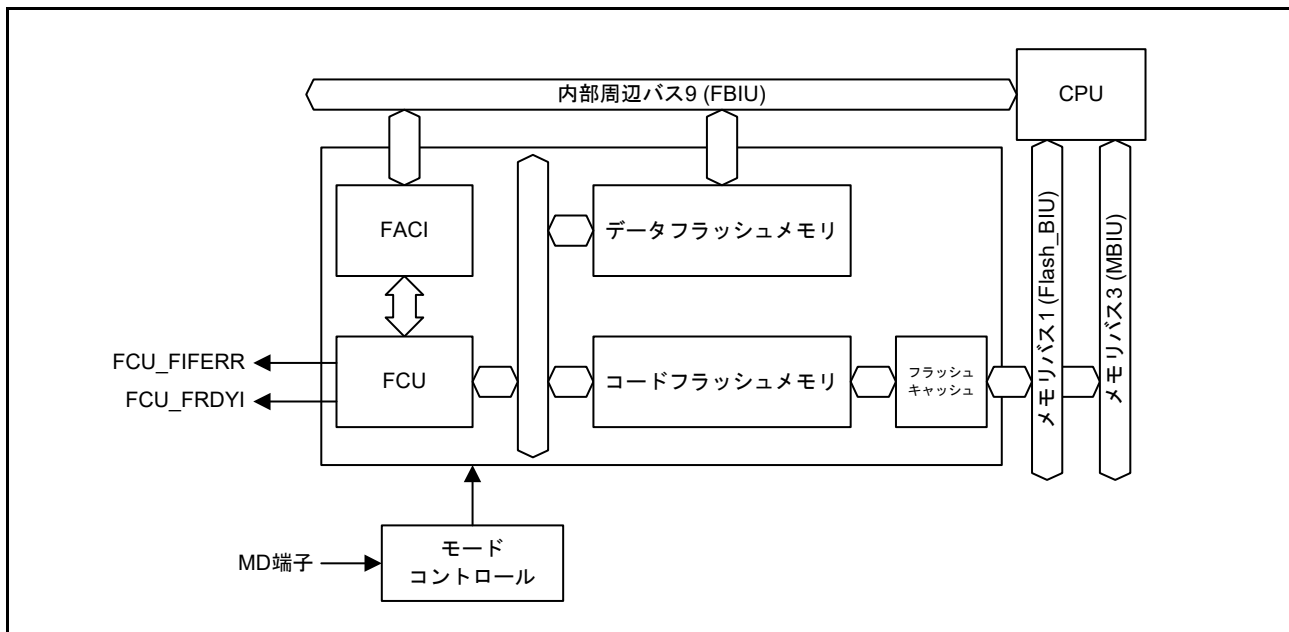 内部周辺バス9 (FBIU)
CPU
FACI
データフラッシュメモリ
メモリバス1 (Flash_BIU)
メモリバス3 (MBIU)
FCU_FIFERR
FCU_FRDYI
FCU
コードフラッシュメモリ
フラッシュ
キャッシュ
MD端子
モード
コントロール